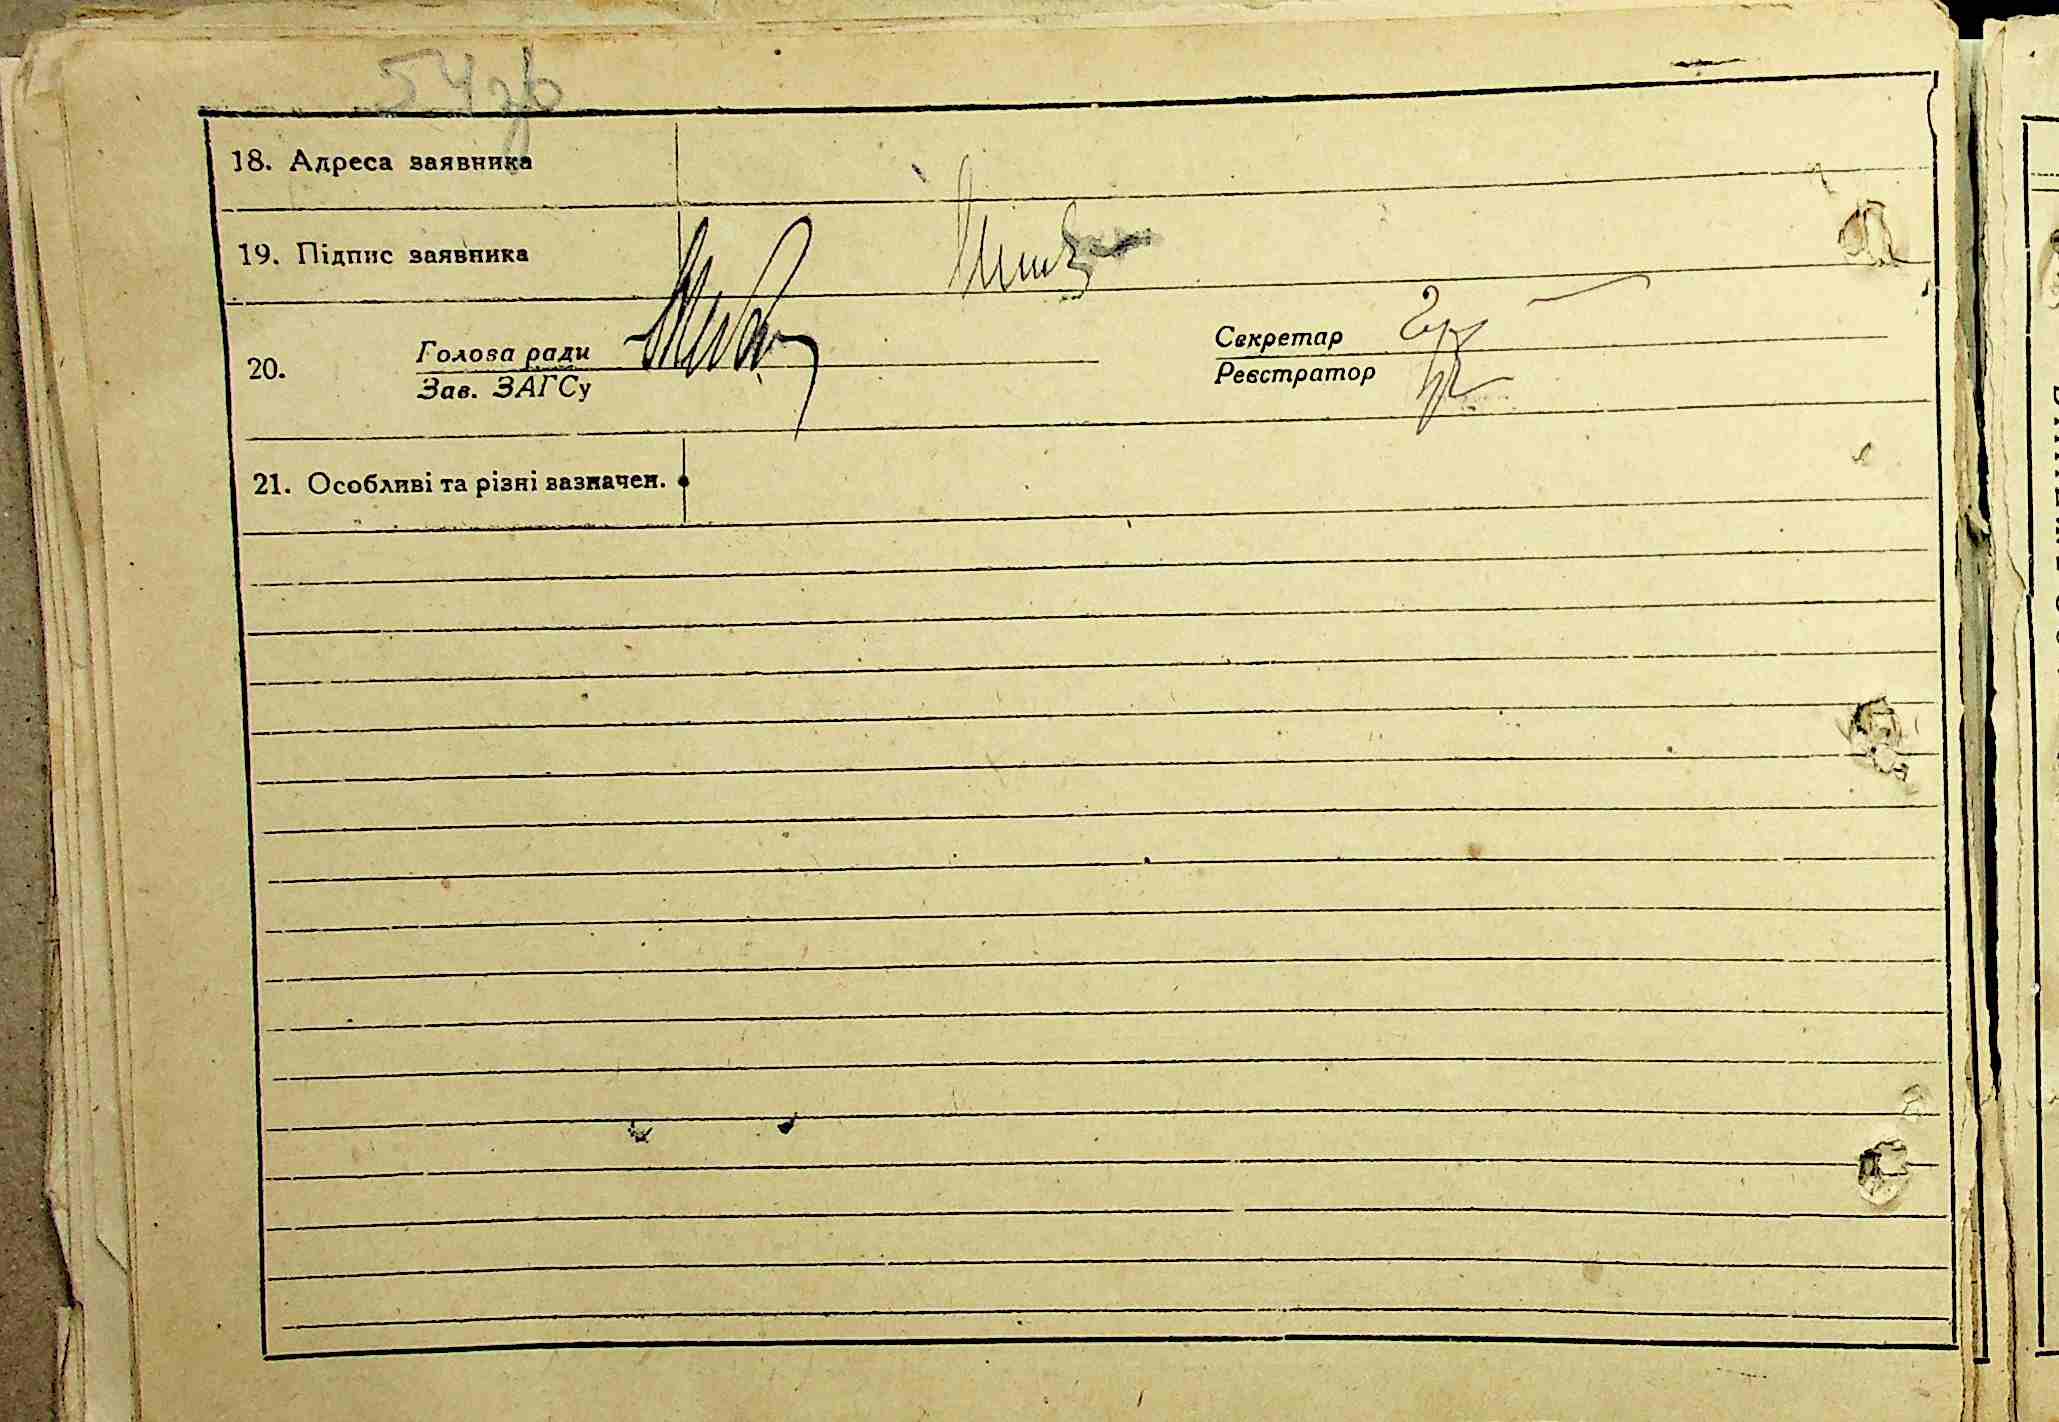 54зв
18. Адреса заявника
19. Підпис заявника
20. Голова ради Секретар
Зав. ЗАГСу Реєстратор
21. Особливі та різні зазначен.